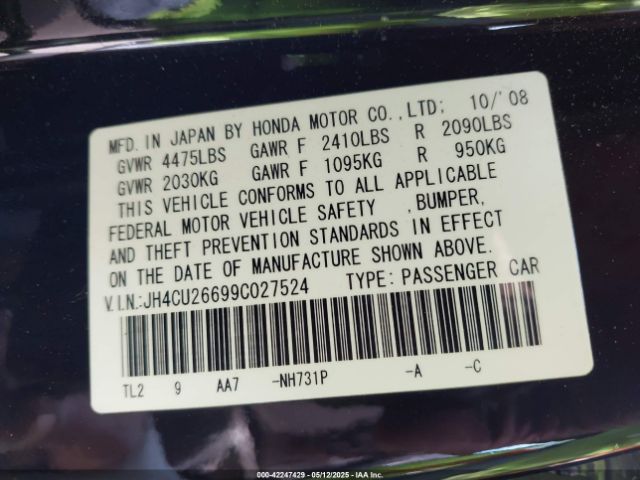 MFD. IN JAPAN BY HONDA MOTOR CO.,LTD: 10/'08
GVWR 4475LBS GAWR F 2410LBS R 2090LBS
GVWR 2030KG GAWR F 1095KG R 950KG
THIS VEHICLE CONFORMS TO ALL APPLICABLE
FEDERAL MOTOR VEHICLE SAFETY ,BUMPER,
AND THEFT PREVENTION STANDARDS IN EFFECT
ON THE DATE OF MANUFACTURE SHOWN ABOVE.
V.I.N.:JH4CU26699C027524 TYPE: PASSENGER CAR
TL2 9 AA7 -NH731P -A -C
00-42247429 - 05/12/2025 - IAA Inc.